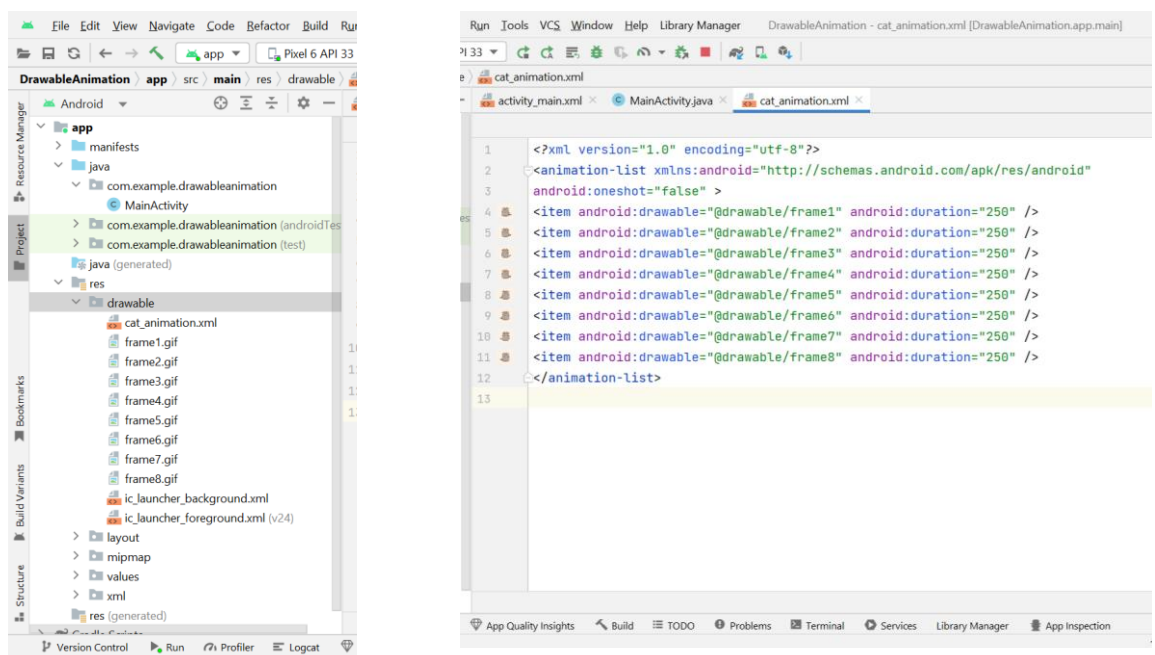 File Edit View Navigate Code Refactor Build Ru
app Pixel 6 API 33
DrawableAnimation app src main res drawable
Android
Resource Manager
Project
Bookmarks
Build Variants
Structure
app
manifests
java
com.example.drawableanimation
MainActivity
com.example.drawableanimation (androidTes
com.example.drawableanimation (test)
java (generated)
res
drawable
cat_animation.xml
frame1.gif
frame2.gif
frame3.gif
frame4.gif
frame5.gif
frame6.gif
frame7.gif
frame8.gif
ic_launcher_background.xml
ic_launcher_foreground.xml (v24)
layout
mipmap
values
xml
res (generated)
Version Control Run Profiler Logcat
Run Tools VCS Window Help Library Manager DrawableAnimation - cat_animation.xml [DrawableAnimation.app.main]
33
cat_animation.xml
activity_main.xml MainActivity.java cat_animation.xml
1 <?xml version="1.0" encoding="utf-8"?>
2 <animation-list xmlns:android="http://schemas.android.com/apk/res/android"
3 android:oneshot="false" >
4 <item android:drawable="@drawable/frame1" android:duration="250" />
5 <item android:drawable="@drawable/frame2" android:duration="250" />
6 <item android:drawable="@drawable/frame3" android:duration="250" />
7 <item android:drawable="@drawable/frame4" android:duration="250" />
8 <item android:drawable="@drawable/frame5" android:duration="250" />
9 <item android:drawable="@drawable/frame6" android:duration="250" />
10 <item android:drawable="@drawable/frame7" android:duration="250" />
11 <item android:drawable="@drawable/frame8" android:duration="250" />
12 </animation-list>
13
App Quality Insights Build TODO Problems Terminal Services Library Manager App Inspection